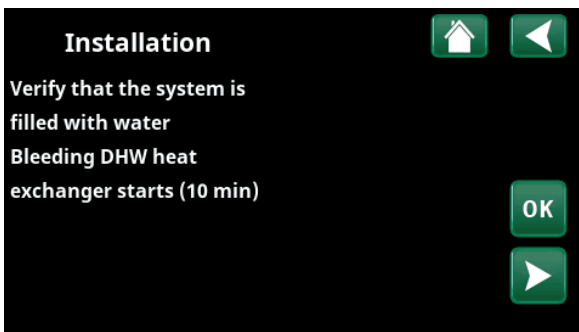 Installation
Verify that the system is
filled with water
Bleeding DHW heat
exchanger starts (10 min)
OK